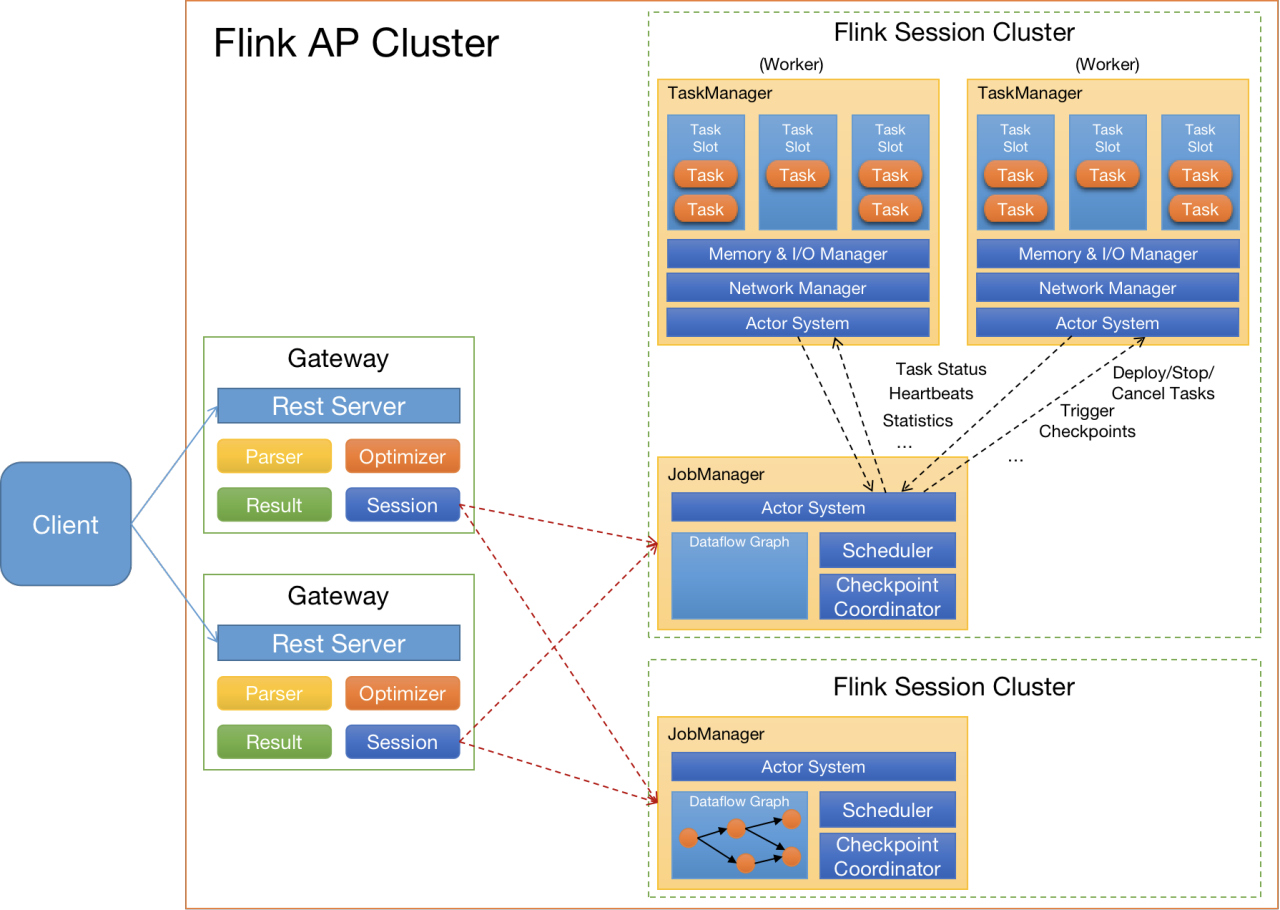 Flink AP Cluster
Flink Session Cluster
(Worker)
TaskManager
Task
Slot
Task
Task
Task
Slot
Task
Task
Slot
Task
Task
Memory & I/O Manager
Network Manager
Actor System
(Worker)
TaskManager
Task
Slot
Task
Task
Task
Slot
Task
Task
Slot
Task
Task
Memory & I/O Manager
Network Manager
Actor System
Task Status
Heartbeats
Statistics
...
Deploy/Stop/
Cancel Tasks
Trigger
Checkpoints
...
JobManager
Actor System
Dataflow Graph
Scheduler
Checkpoint
Coordinator
Client
Gateway
Rest Server
Parser
Optimizer
Result
Session
Gateway
Rest Server
Parser
Optimizer
Result
Session
Flink Session Cluster
JobManager
Actor System
Dataflow Graph
Scheduler
Checkpoint
Coordinator